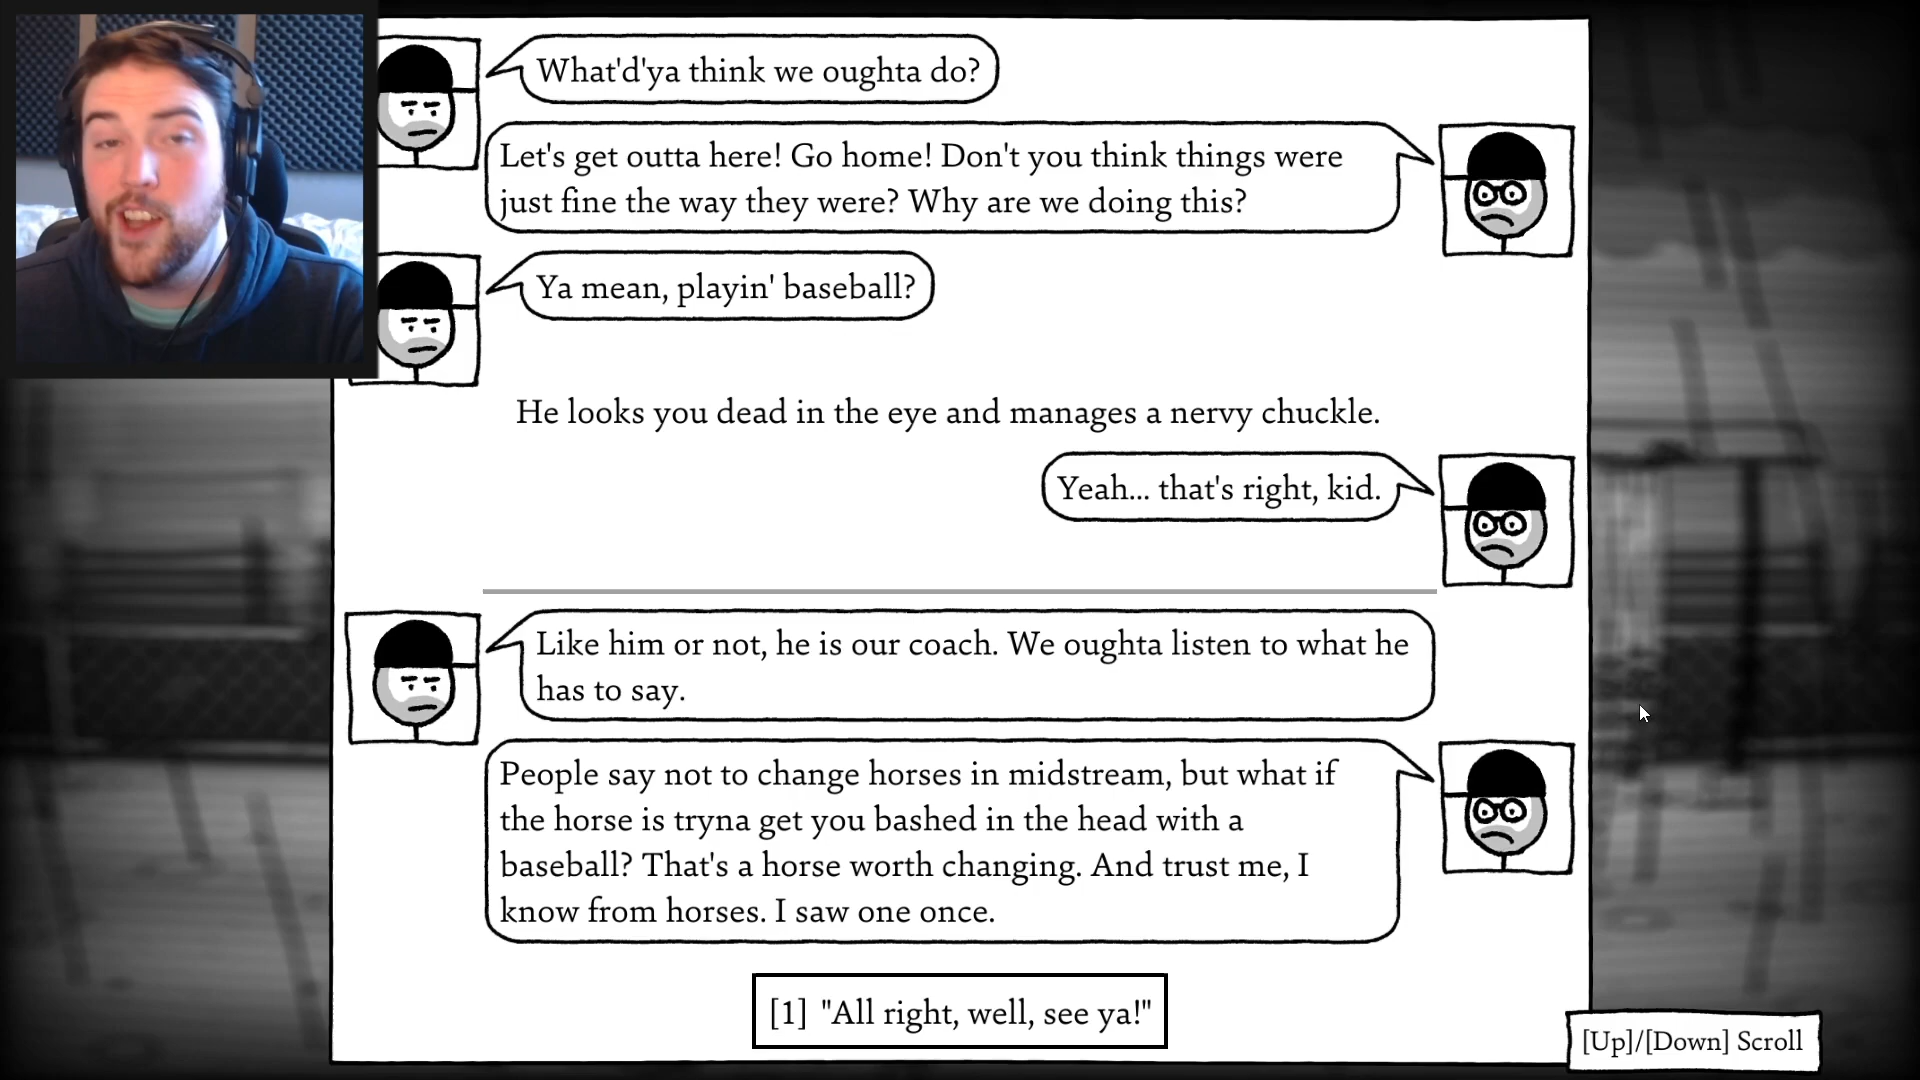 What'd'ya think we oughta do?
Let's get outta here! Go home! Don't you think things were
just fine the way they were? Why are we doing this?
Ya mean, playin' baseball?
He looks you dead in the eye and manages a nervy chuckle.
Yeah... that's right, kid.
Like him or not, he is our coach. We oughta listen to what he
has to say.
People say not to change horses in midstream, but what if
the horse is tryna get you bashed in the head with a
baseball? That's a horse worth changing. And trust me, I
know from horses. I saw one once.
[1] "All right, well, see ya!"
[Up]/[Down] Scroll